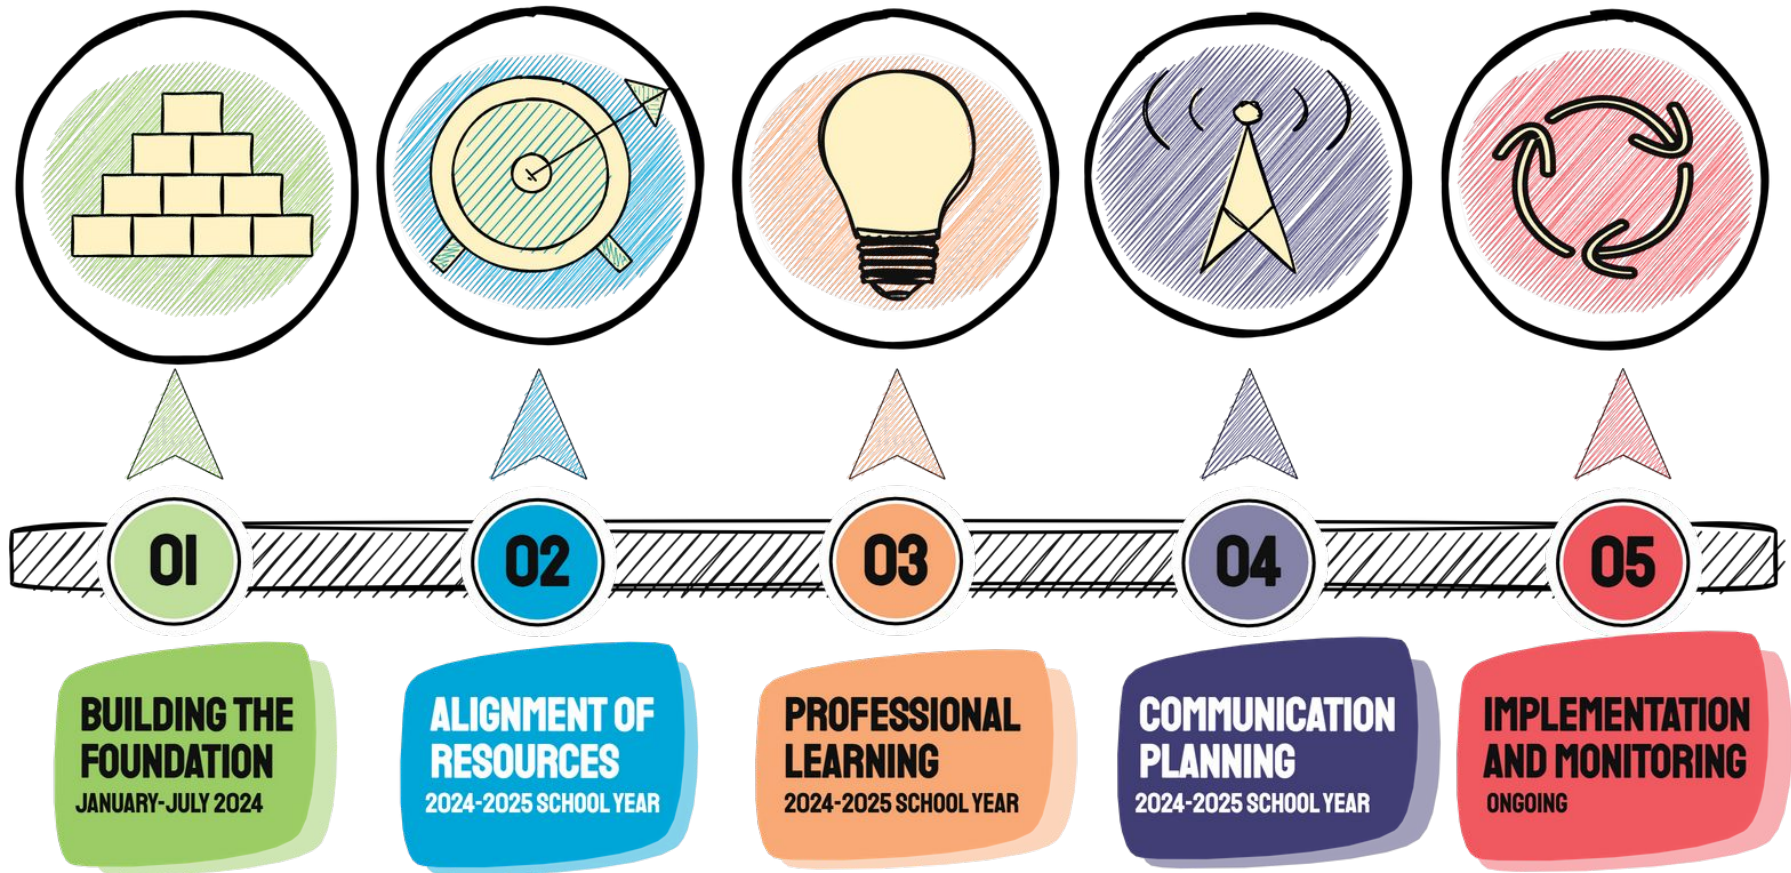 01
02
03
04
05
BUILDING THE
FOUNDATION
JANUARY-JULY 2024
ALIGNMENT OF
RESOURCES
2024-2025 SCHOOL YEAR
PROFESSIONAL
LEARNING
2024-2025 SCHOOL YEAR
COMMUNICATION
PLANNING
2024-2025 SCHOOL YEAR
IMPLEMENTATION
AND MONITORING
ONGOING